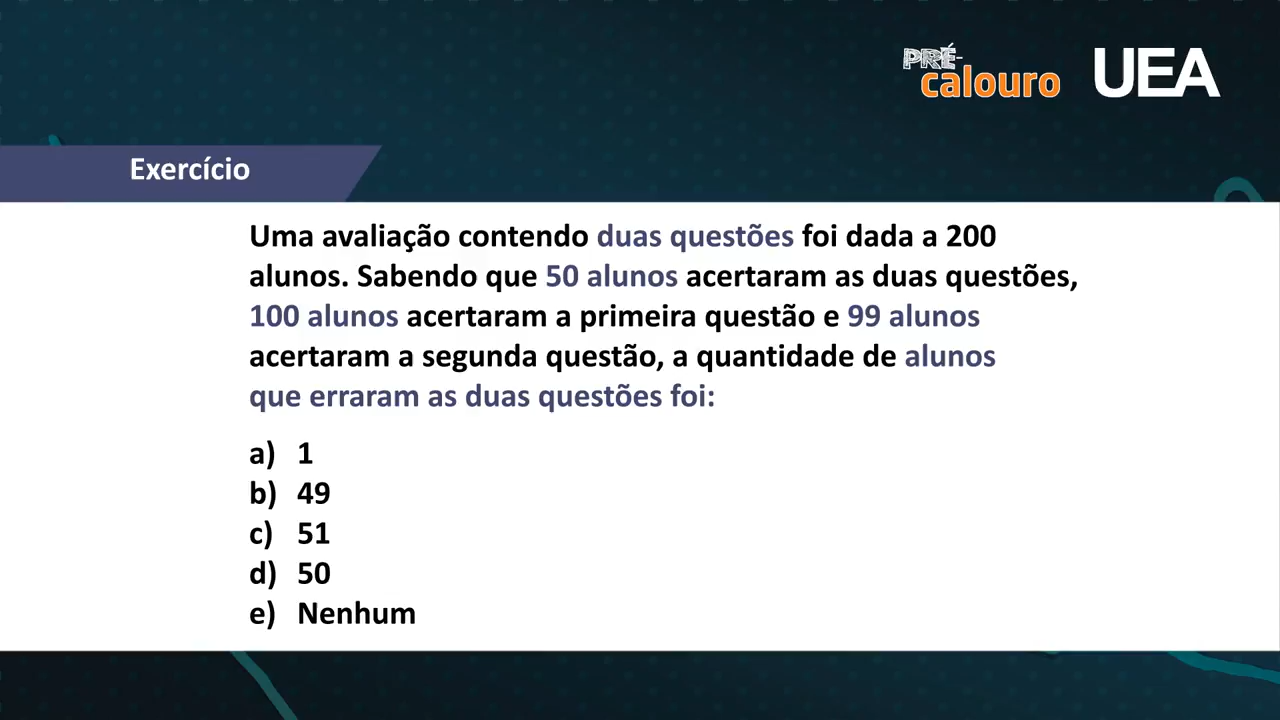 PRÉ-
calouro
UEA
Exercício
Uma avaliação contendo duas questões foi dada a 200
alunos. Sabendo que 50 alunos acertaram as duas questões,
100 alunos acertaram a primeira questão e 99 alunos
acertaram a segunda questão, a quantidade de alunos
que erraram as duas questões foi:
a) 1
b) 49
c) 51
d) 50
e) Nenhum